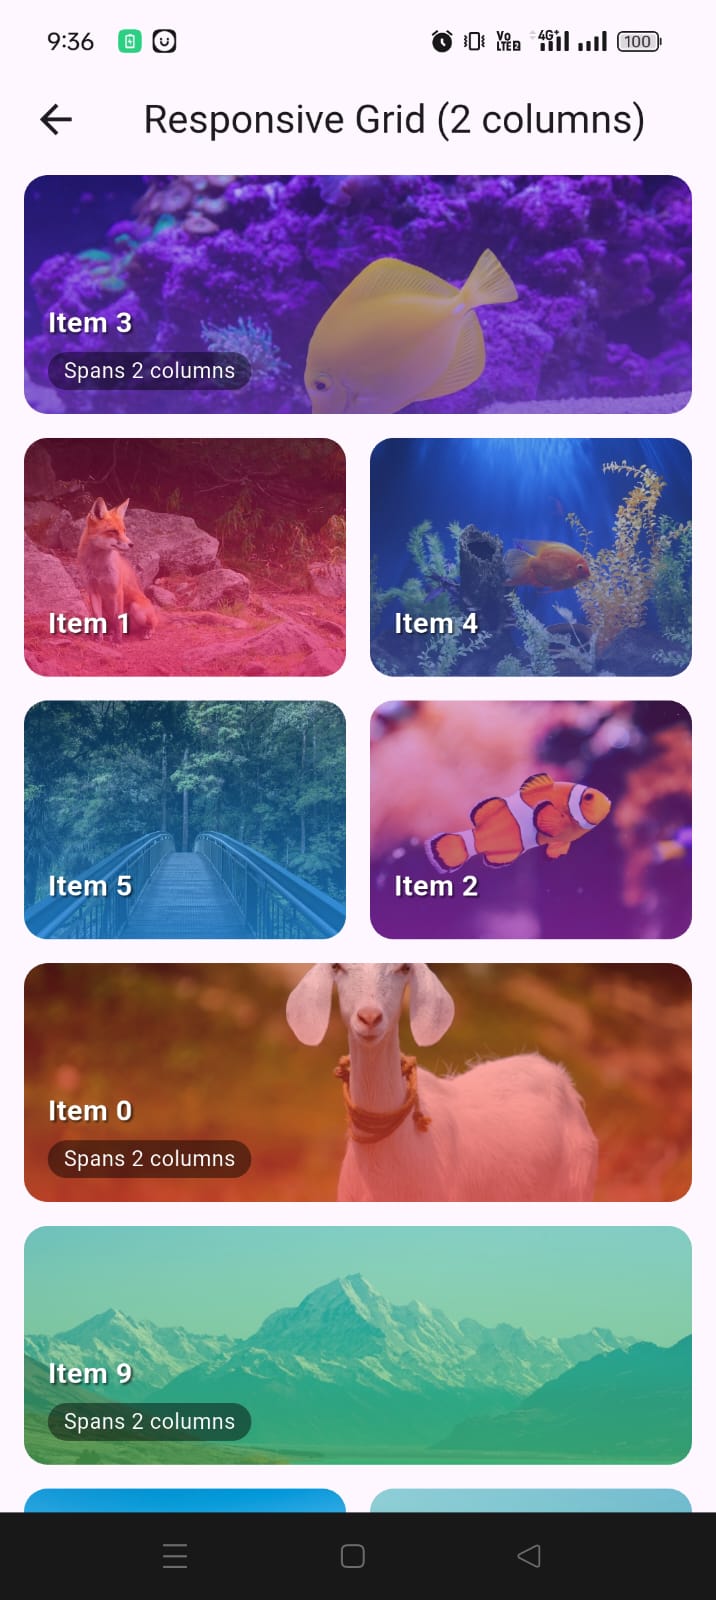 9:36
Vo
LTE2
4G+
100
Responsive Grid (2 columns)
Item 3
Spans 2 columns
Item 1
Item 4
Item 5
Item 2
Item 0
Spans 2 columns
Item 9
Spans 2 columns